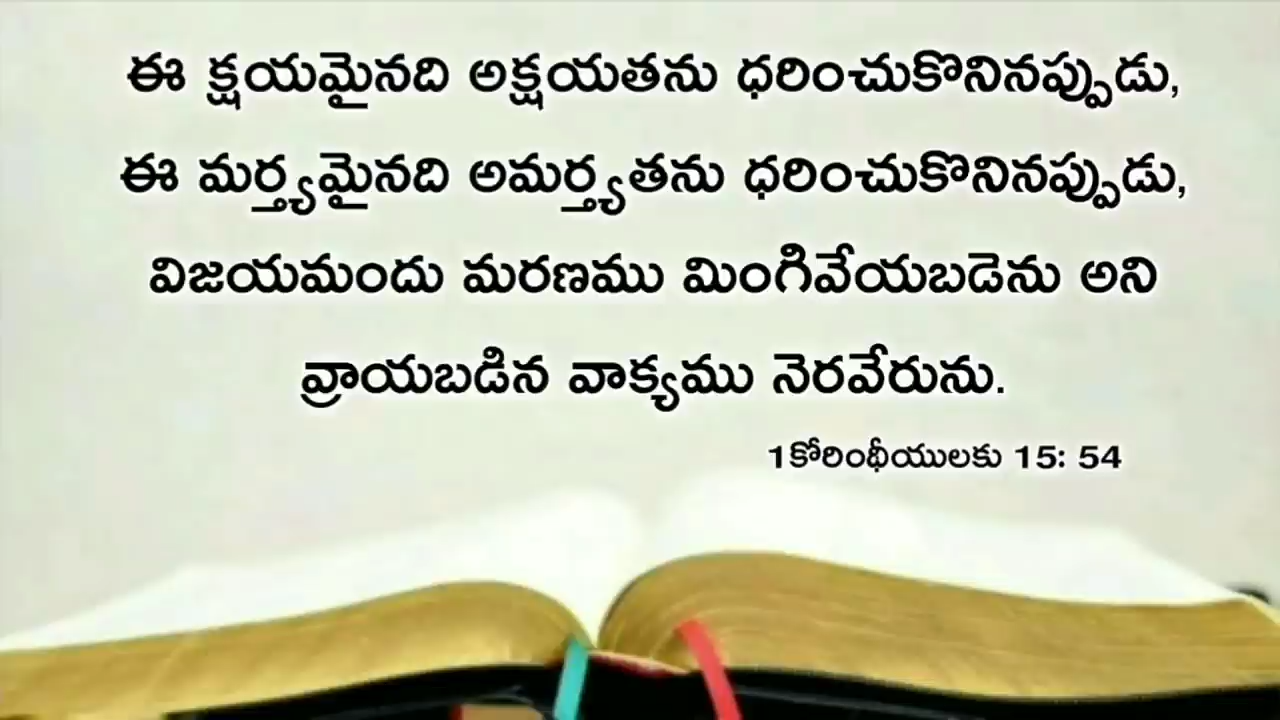 ఈ క్షయమైనది అక్షయతను ధరించుకొనినప్పుడు,
ఈ మర్త్యమైనది అమర్త్యతను ధరించుకొనినప్పుడు,
విజయమందు మరణము మింగివేయబడెను అని
వ్రాయబడిన వాక్యము నెరవేరును.
1కోరింథీయులకు 15: 54